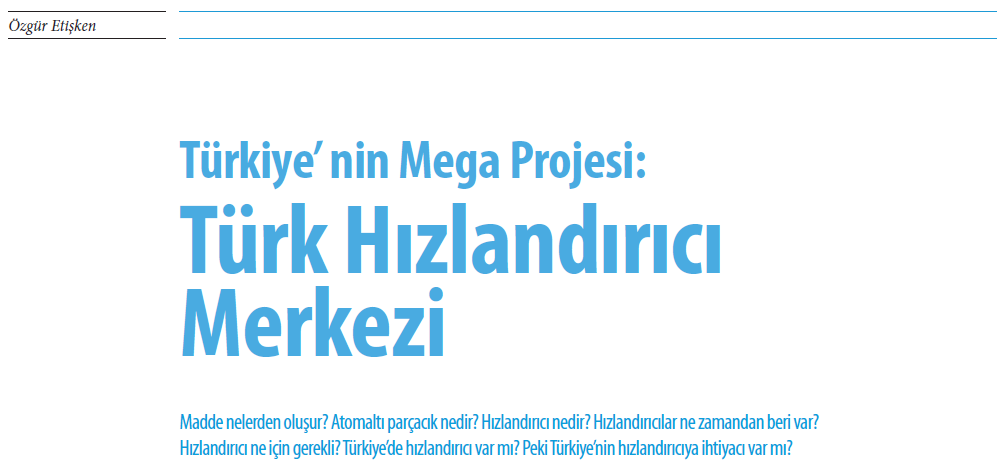 Özgür Etişken
Türkiye’ nin Mega Projesi:
Türk Hızlandırıcı
Merkezi
Madde nelerden oluşur? Atomaltı parçacık nedir? Hızlandırıcı nedir? Hızlandırıcılar ne zamandan beri var?
Hızlandırıcı ne için gerekli? Türkiye’de hızlandırıcı var mı? Peki Türkiye’nin hızlandırıcıya ihtiyacı var mı?